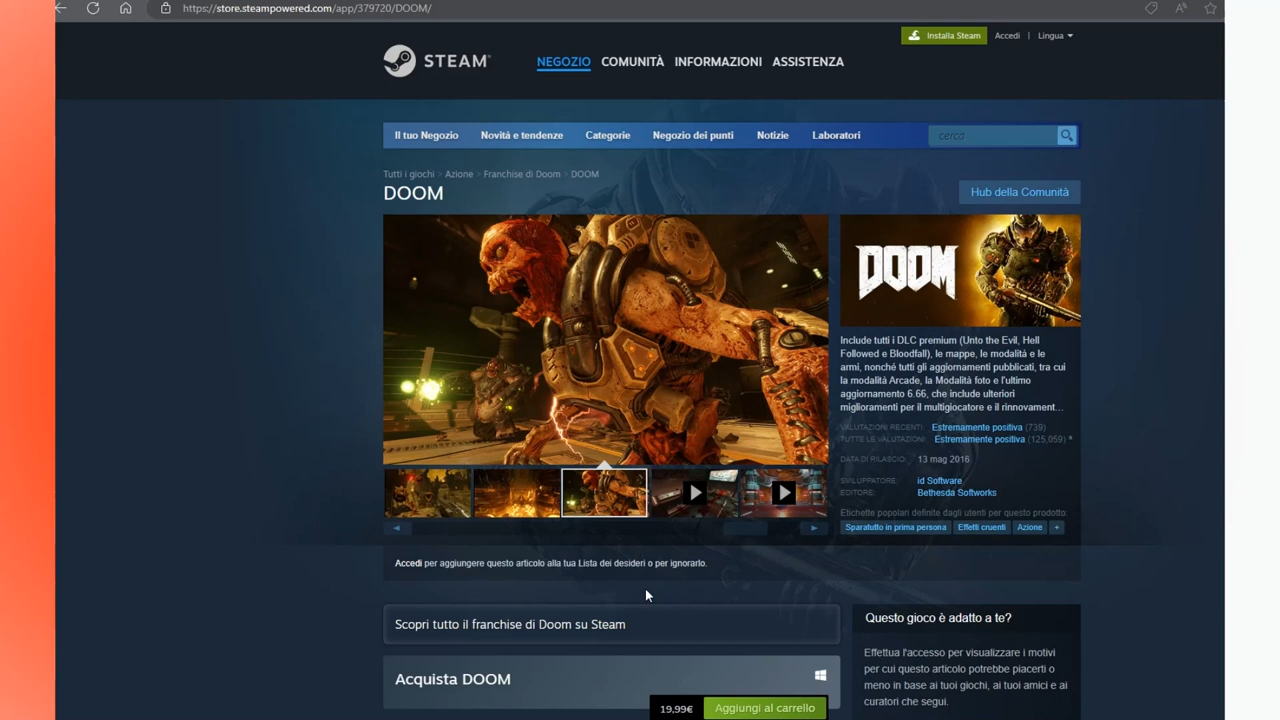 https://store.steampowered.com/app/379720/DOOM/
Installa Steam
Accedi | Lingua
STEAM®
NEGOZIO COMUNITÀ INFORMAZIONI ASSISTENZA
Il tuo Negozio Novità e tendenze Categorie Negozio dei punti Notizie Laboratori
cerca
Tutti i giochi > Azione > Franchise di Doom > DOOM
DOOM
Hub della Comunità
DOOM
Include tutti i DLC premium (Unto the Evil, Hell
Followed e Bloodfall), le mappe, le modalità e le
armi, nonché tutti gli aggiornamenti pubblicati, tra cui
la modalità Arcade, la Modalità foto e l'ultimo
aggiornamento 6.66, che include ulteriori
miglioramenti per il multigiocatore e il rinnovament...
VALUTAZIONI RECENTI: Estremamente positiva (739)
TUTTE LE VALUTAZIONI: Estremamente positiva (125,059) *
DATA DI RILASCIO: 13 mag 2016
SVILUPPATORE: id Software
EDITORE: Bethesda Softworks
Etichette popolari definite dagli utenti per questo prodotto:
Sparatutto in prima persona Effetti cruenti Azione +
Accedi per aggiungere questo articolo alla tua Lista dei desideri o per ignorarlo.
Scopri tutto il franchise di Doom su Steam
Acquista DOOM
19,99€ Aggiungi al carrello
Questo gioco è adatto a te?
Effettua l'accesso per visualizzare i motivi
per cui questo articolo potrebbe piacerti o
meno in base ai tuoi giochi, ai tuoi amici e ai
curatori che segui.